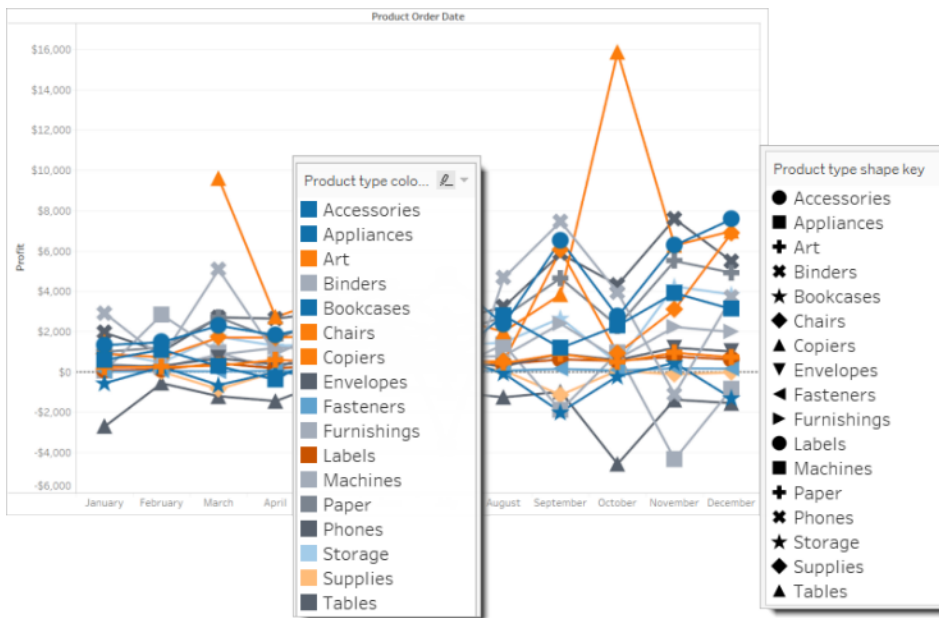 Product Order Date
$16,000
$14,000
$12,000
$10,000
$8,000
$6,000
$4,000
$2,000
$0
-$2,000
-$4,000
-$6,000
Profit
January February March April August September October November December
Product type colo...
Accessories
Appliances
Art
Binders
Bookcases
Chairs
Copiers
Envelopes
Fasteners
Furnishings
Labels
Machines
Paper
Phones
Storage
Supplies
Tables
Product type shape key
Accessories
Appliances
Art
Binders
Bookcases
Chairs
Copiers
Envelopes
Fasteners
Furnishings
Labels
Machines
Paper
Phones
Storage
Supplies
Tables